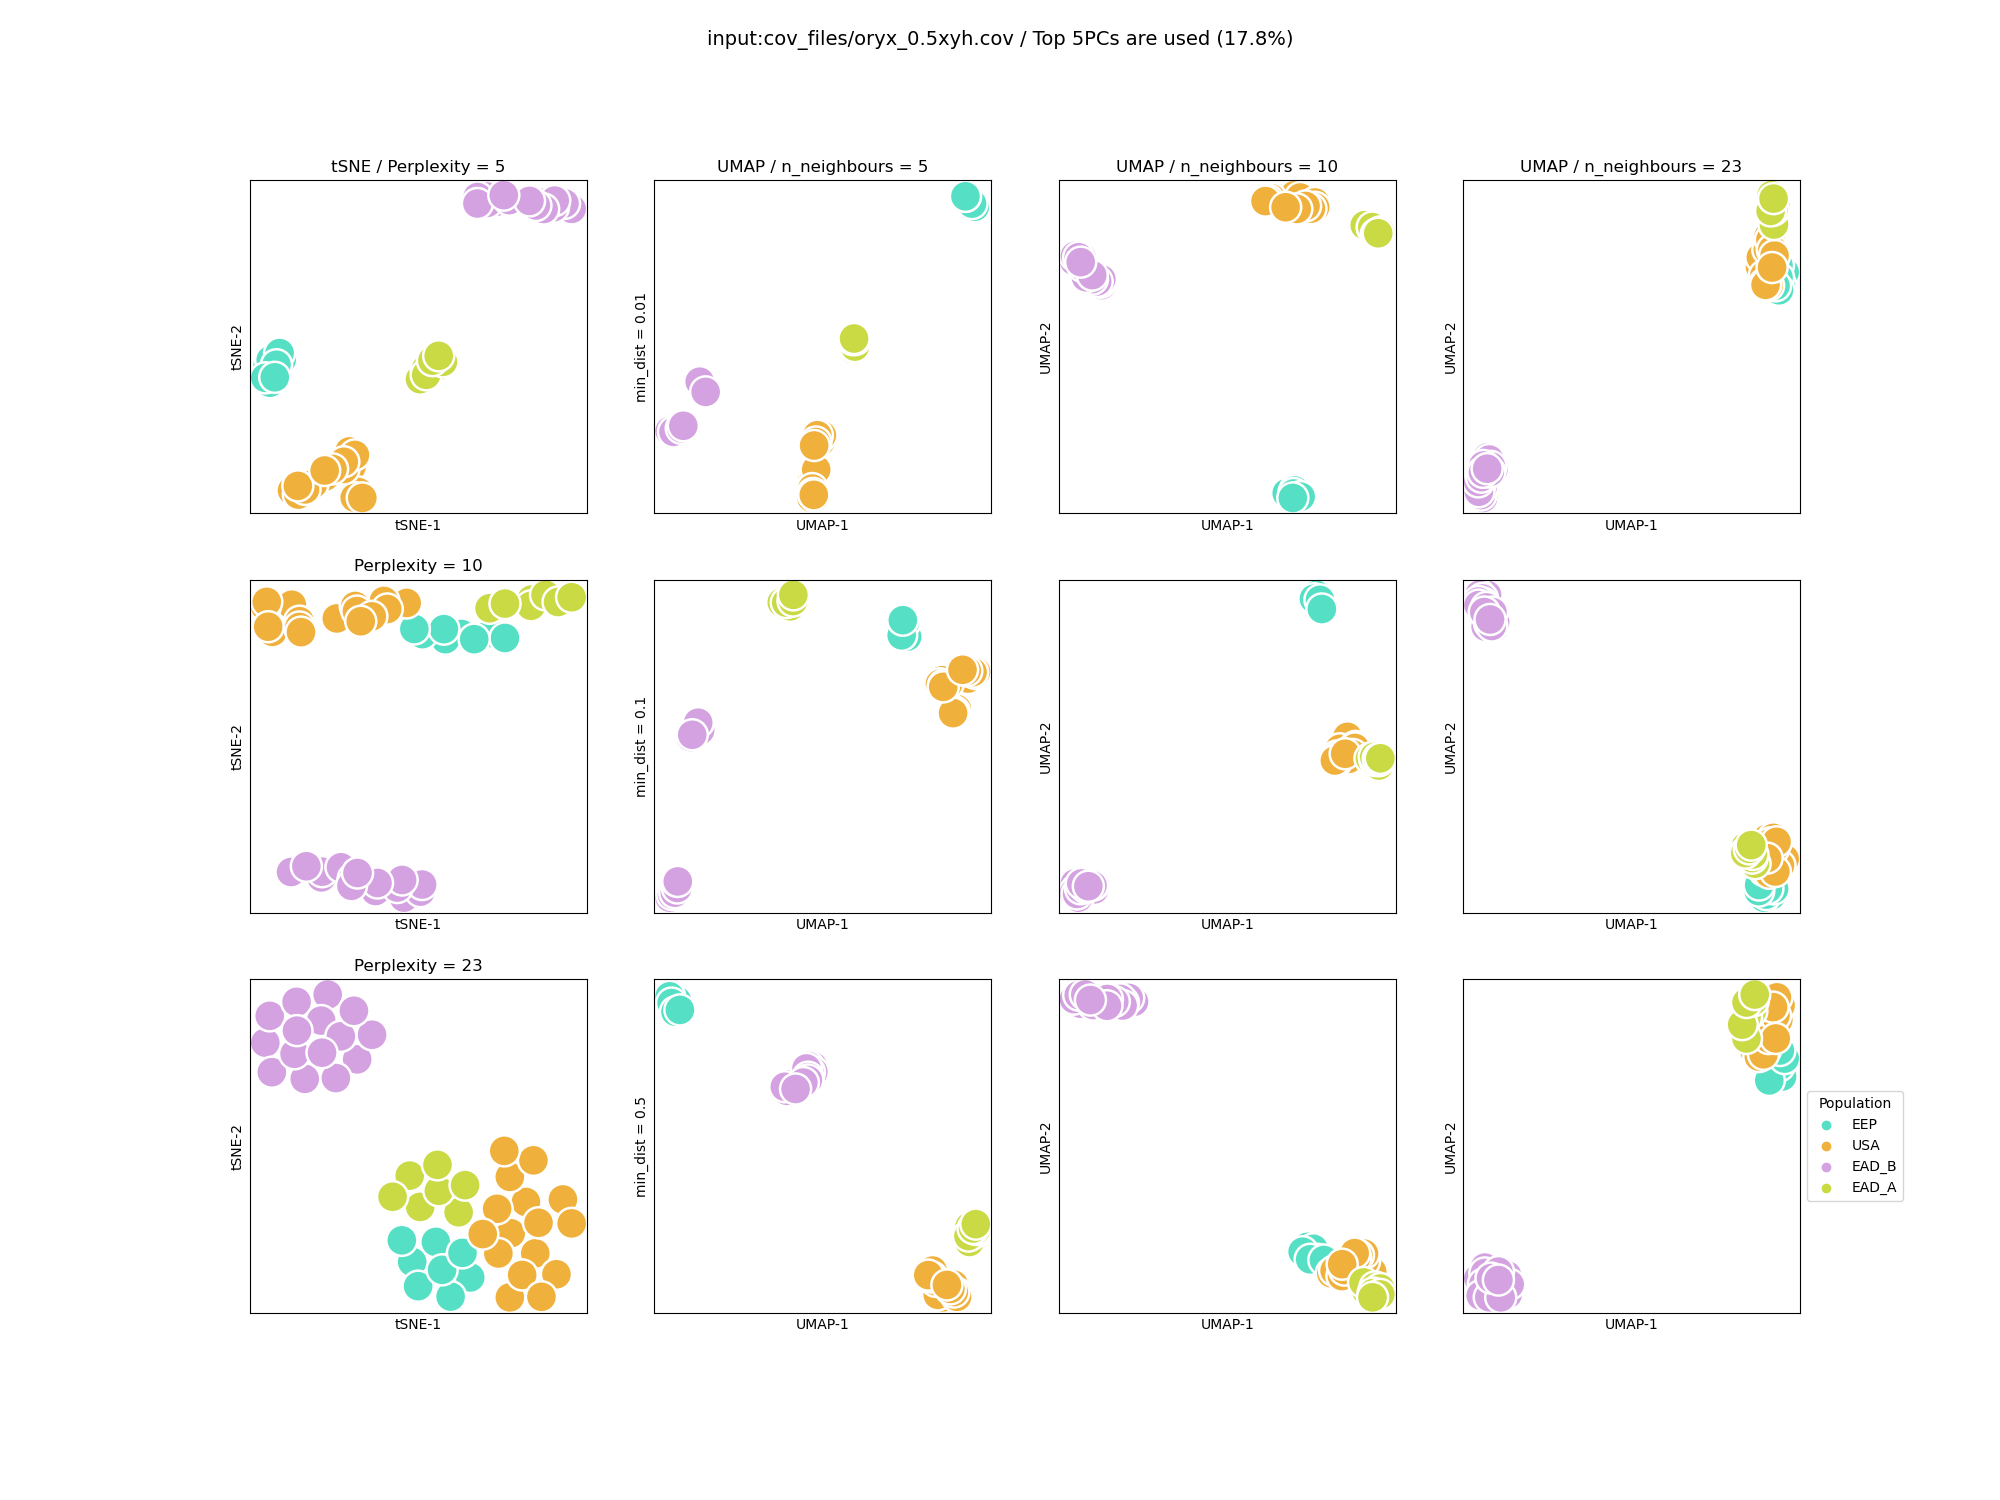 input:cov_files/oryx_0.5xyh.cov / Top 5PCs are used (17.8%)
tSNE / Perplexity = 5
UMAP / n_neighbours = 5
UMAP / n_neighbours = 10
UMAP / n_neighbours = 23
tSNE-2
min_dist = 0.01
UMAP-2
UMAP-2
tSNE-1
UMAP-1
UMAP-1
UMAP-1
Perplexity = 10
tSNE-2
min_dist = 0.1
UMAP-2
UMAP-2
tSNE-1
UMAP-1
UMAP-1
UMAP-1
Perplexity = 23
tSNE-2
min_dist = 0.5
UMAP-2
UMAP-2
Population
EEP
USA
EAD_B
EAD_A
tSNE-1
UMAP-1
UMAP-1
UMAP-1